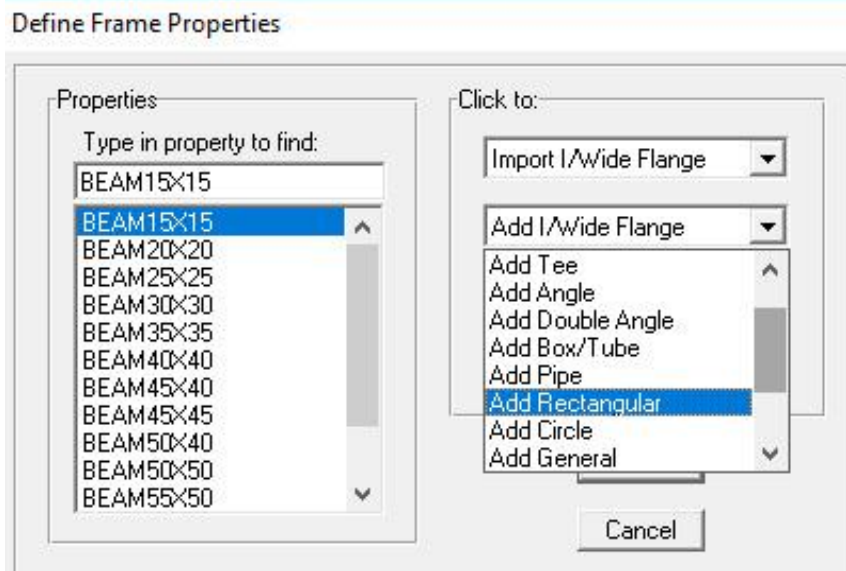 Define Frame Properties
Properties
Type in property to find:
BEAM15X15
BEAM15X15
BEAM20X20
BEAM25X25
BEAM30X30
BEAM35X35
BEAM40X40
BEAM45X40
BEAM45X45
BEAM50X40
BEAM50X50
BEAM55X50
Click to:
Import I/Wide Flange
Add I/Wide Flange
Add Tee
Add Angle
Add Double Angle
Add Box/Tube
Add Pipe
Add Rectangular
Add Circle
Add General
Cancel